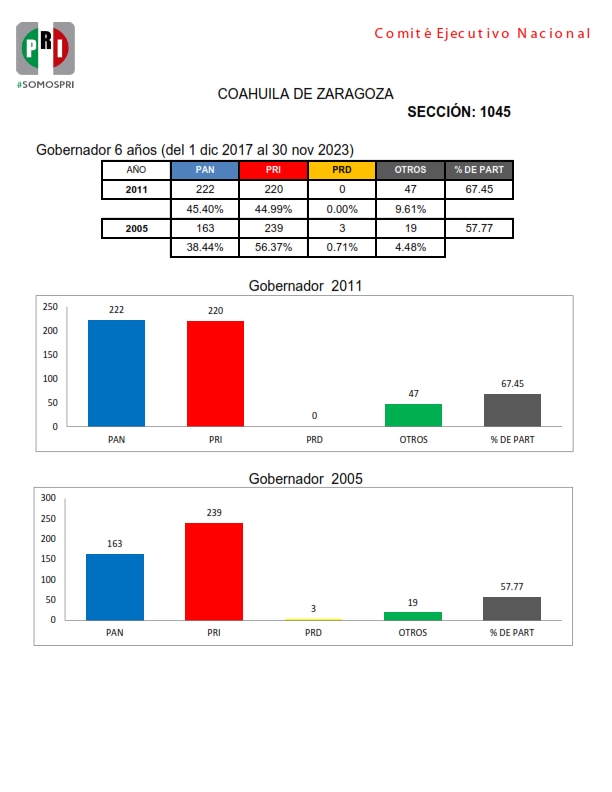 PRI
#SOMOSPRI
Comité Ejecutivo Nacional
COAHUILA DE ZARAGOZA
SECCIÓN: 1045
Gobernador 6 años (del 1 dic 2017 al 30 nov 2023)
AÑO PAN PRI PRD OTROS % DE PART
2011 222 220 0 47 67.45
45.40% 44.99% 0.00% 9.61%
2005 163 239 3 19 57.77
38.44% 56.37% 0.71% 4.48%
Gobernador 2011
250
200
150
100
50
0
222 220 0 47 67.45
PAN PRI PRD OTROS % DE PART
Gobernador 2005
300
250
200
150
100
50
0
163 239 3 19 57.77
PAN PRI PRD OTROS % DE PART